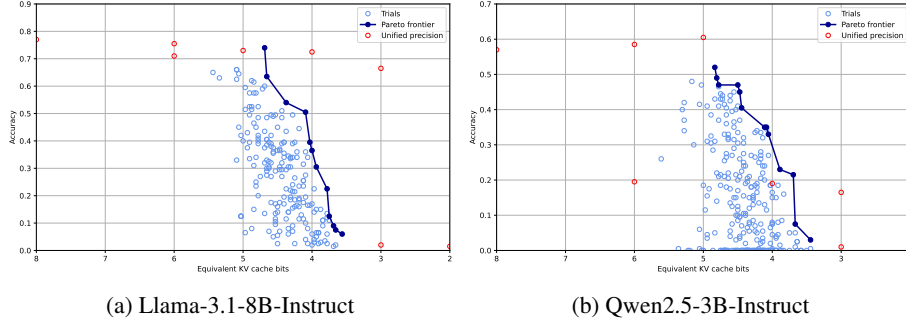 0.9
0.8
0.7
0.6
0.5
0.4
0.3
0.2
0.1
0.0
Accuracy
8
7
6
5
4
3
2
Equivalent KV cache bits
Trials
Pareto frontier
Unified precision
(a) Llama-3.1-8B-Instruct
0.7
0.6
0.5
0.4
0.3
0.2
0.1
0.0
Accuracy
8
7
6
5
4
3
Equivalent KV cache bits
Trials
Pareto frontier
Unified precision
(b) Qwen2.5-3B-Instruct